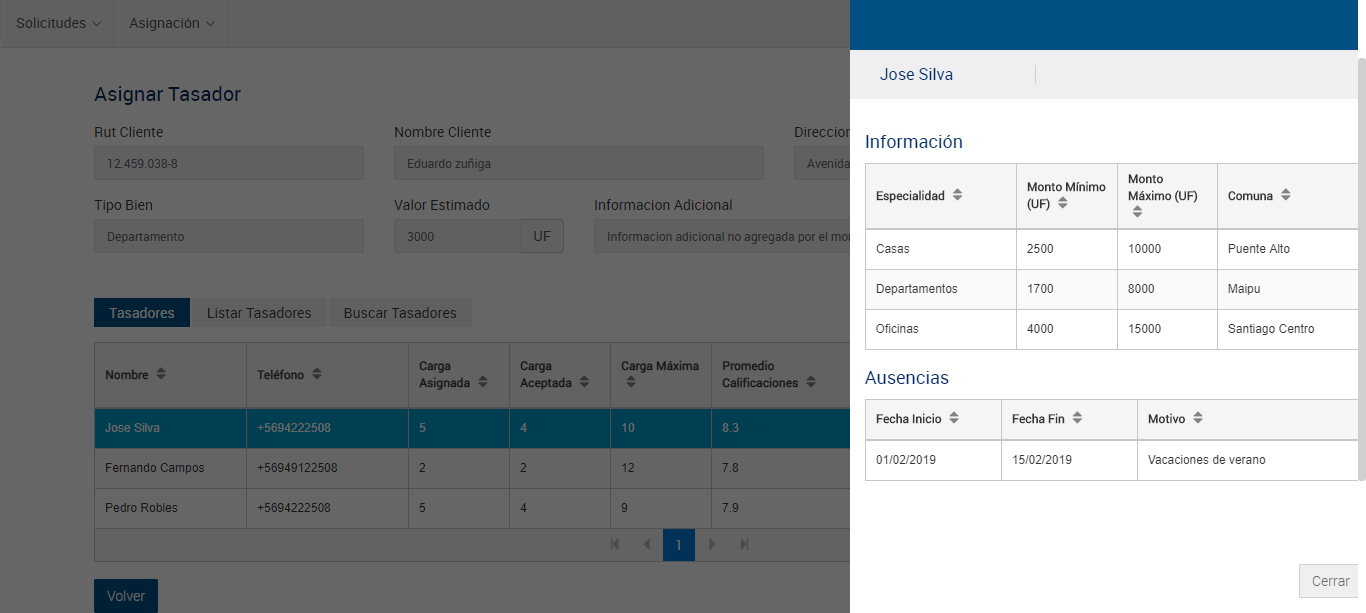 Solicitudes Asignación
Asignar Tasador
Rut Cliente Nombre Cliente Direccion
12.459.038-8 Eduardo zuñiga Avenida
Tipo Bien Valor Estimado Informacion Adicional
Departamento 3000 UF Informacion adicional no agregada por el mo
Tasadores Listar Tasadores Buscar Tasadores
Nombre Teléfono Carga Asignada Carga Aceptada Carga Máxima Promedio Calificaciones
Jose Silva +5694222508 5 4 10 8.3
Fernando Campos +56949122508 2 2 12 7.8
Pedro Robles +5694222508 5 4 9 7.9
1
Volver
Jose Silva
Información
Especialidad Monto Mínimo (UF) Monto Máximo (UF) Comuna
Casas 2500 10000 Puente Alto
Departamentos 1700 8000 Maipu
Oficinas 4000 15000 Santiago Centro
Ausencias
Fecha Inicio Fecha Fin Motivo
01/02/2019 15/02/2019 Vacaciones de verano
Cerrar